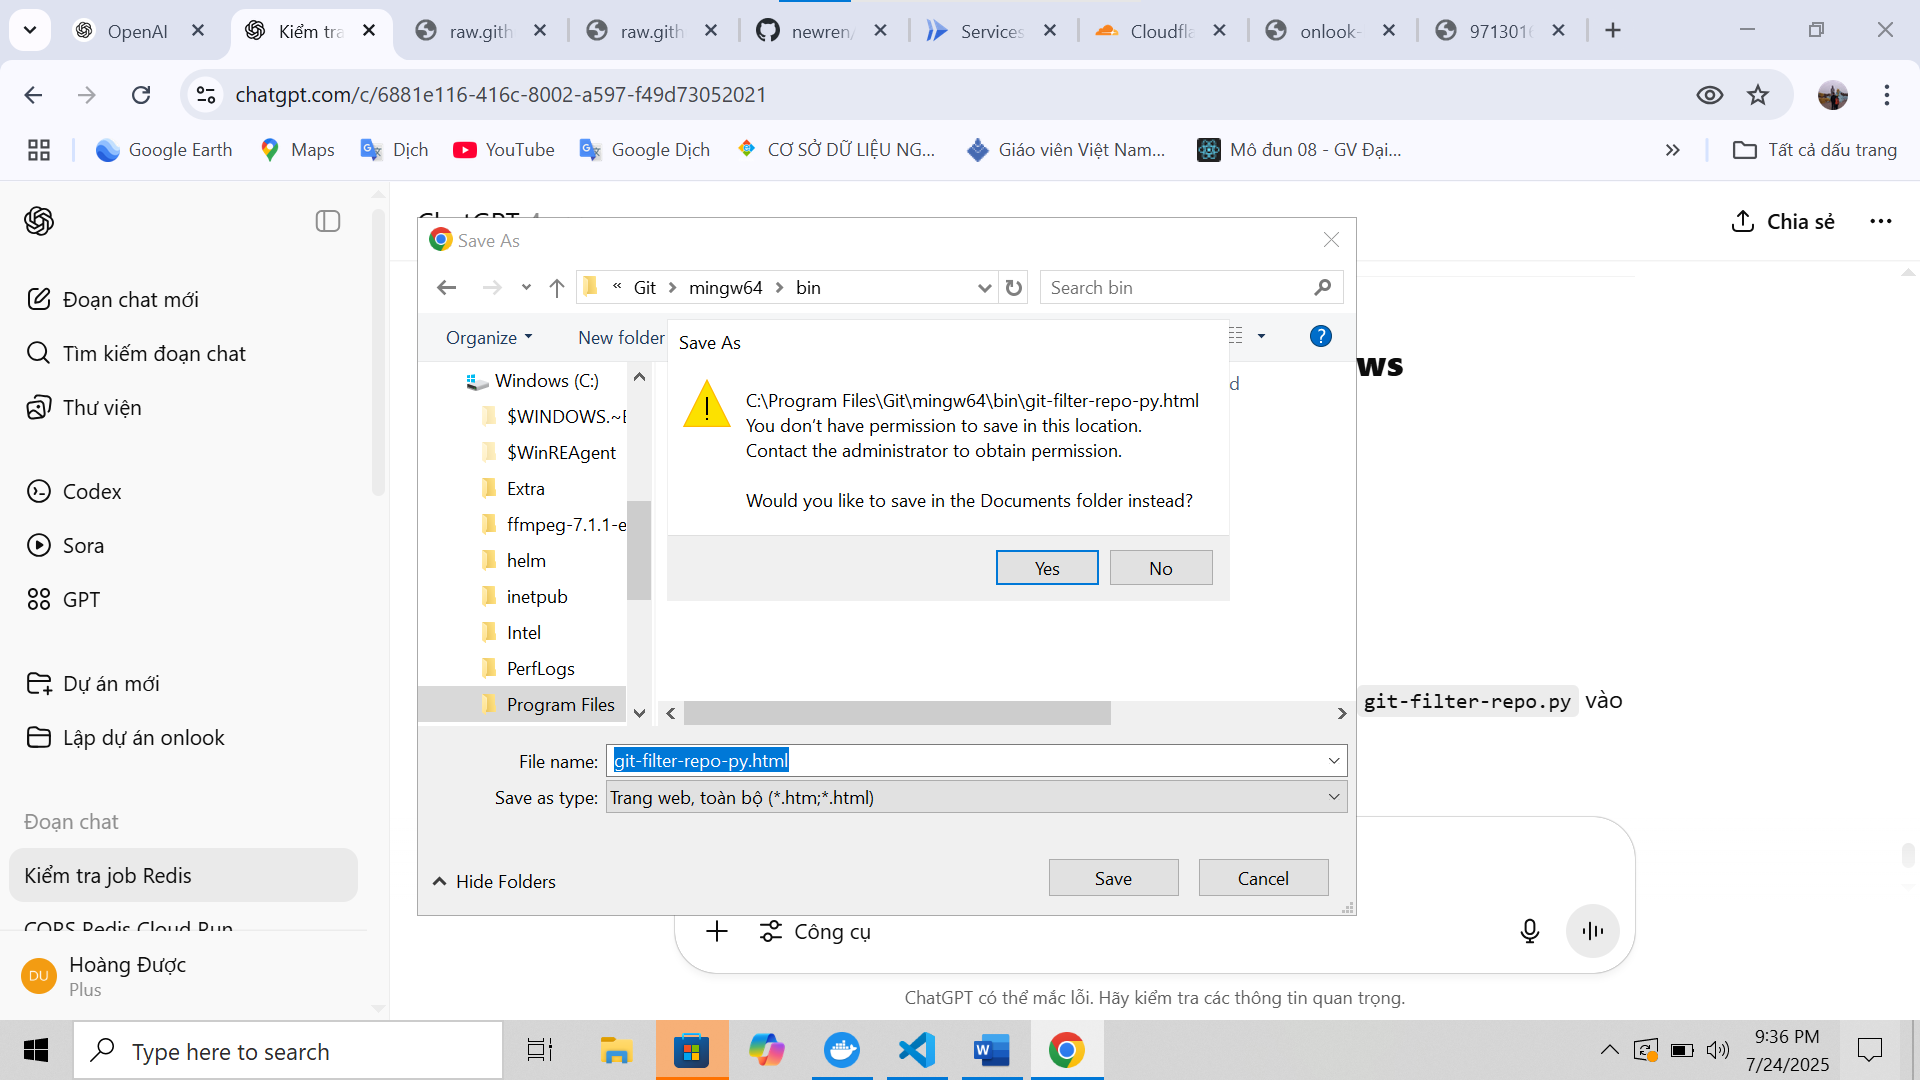 OpenAI
Kiểm tra
raw.gith
raw.gith
newren/
Services
Cloudfla
onlook-
9713016
chatgpt.com/c/6881e116-416c-8002-a597-f49d73052021
Google Earth
Maps
Dịch
YouTube
Google Dịch
CƠ SỞ DỮ LIỆU NG...
Giáo viên Việt Nam...
Mô đun 08 - GV Đại...
Tất cả dấu trang
Chia sẻ
Đoạn chat mới
Tìm kiếm đoạn chat
Thư viện
Codex
Sora
GPT
Dự án mới
Lập dự án onlook
Đoạn chat
Kiểm tra job Redis
CORS Redis Cloud Run
DU
Hoàng Được
Plus
Save As
« Git > mingw64 > bin
Search bin
Organize
New folder
Windows (C:)
$WINDOWS.~B
$WinREAgent
Extra
ffmpeg-7.1.1-e
helm
inetpub
Intel
PerfLogs
Program Files
Save As
C:\Program Files\Git\mingw64\bin\git-filter-repo-py.html
You don't have permission to save in this location.
Contact the administrator to obtain permission.
Would you like to save in the Documents folder instead?
Yes
No
File name:
git-filter-repo-py.html
Save as type:
Trang web, toàn bộ (*.htm;*.html)
Hide Folders
Save
Cancel
ws
git-filter-repo.py vào
Công cụ
ChatGPT có thể mắc lỗi. Hãy kiểm tra các thông tin quan trọng.
Type here to search
9:36 PM
7/24/2025